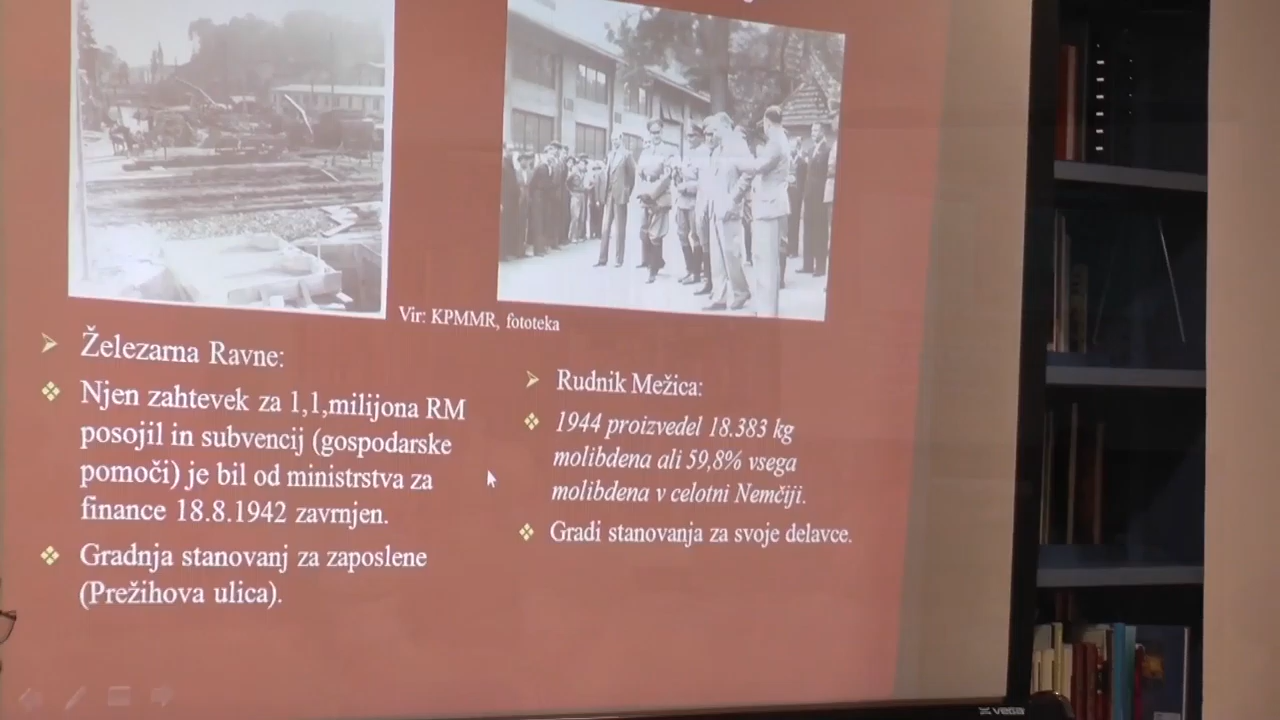 Vir: KPMMR, fototeka
Železarna Ravne:
Njen zahtevek za 1,1,milijona RM
posojil in subvencij (gospodarske
pomoči) je bil od ministrstva za
finance 18.8.1942 zavrnjen.
Gradnja stanovanj za zaposlene
(Prežihova ulica).
Rudnik Mežica:
1944 proizvedel 18.383 kg
molibdena ali 59,8% vsega
molibdena v celotni Nemčiji.
Gradi stanovanja za svoje delavce.
VEGA